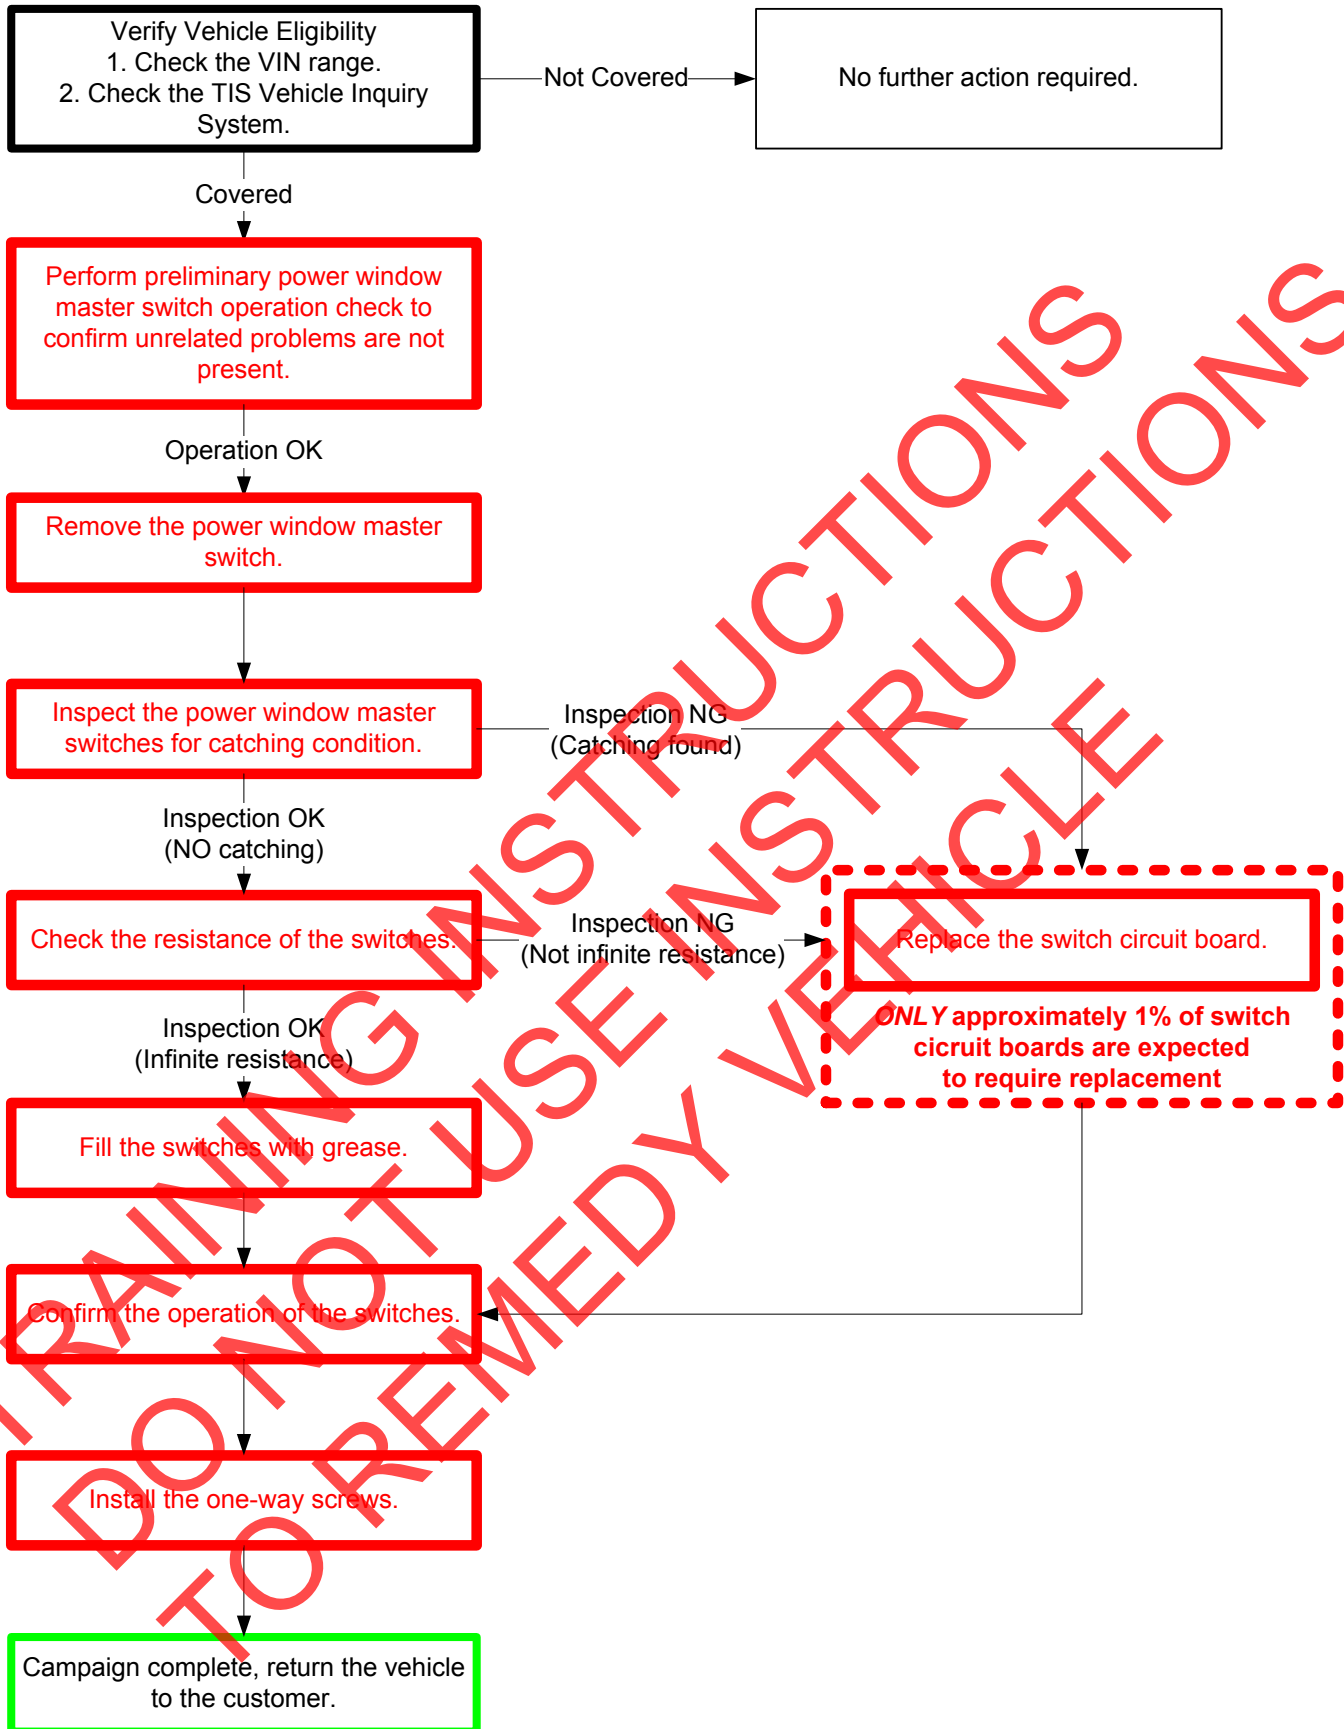 Verify Vehicle Eligibility
1. Check the VIN range.
2. Check the TIS Vehicle Inquiry
System.
Not Covered
No further action required.
Covered
Perform preliminary power window
master switch operation check to
confirm unrelated problems are not
present.
Operation OK
Remove the power window master
switch.
Inspect the power window master
switches for catching condition.
Inspection NG
(Catching found)
Inspection OK
(NO catching)
Check the resistance of the switches.
Inspection NG
(Not infinite resistance)
Replace the switch circuit board.
ONLY approximately 1% of switch
cicruit boards are expected
to require replacement
Inspection OK
(Infinite resistance)
Fill the switches with grease.
Confirm the operation of the switches.
Install the one-way screws.
Campaign complete, return the vehicle
to the customer.
TRAINING INSTRUCTIONS
DO NOT USE INSTRUCTIONS
TO REMEDY VEHICLE